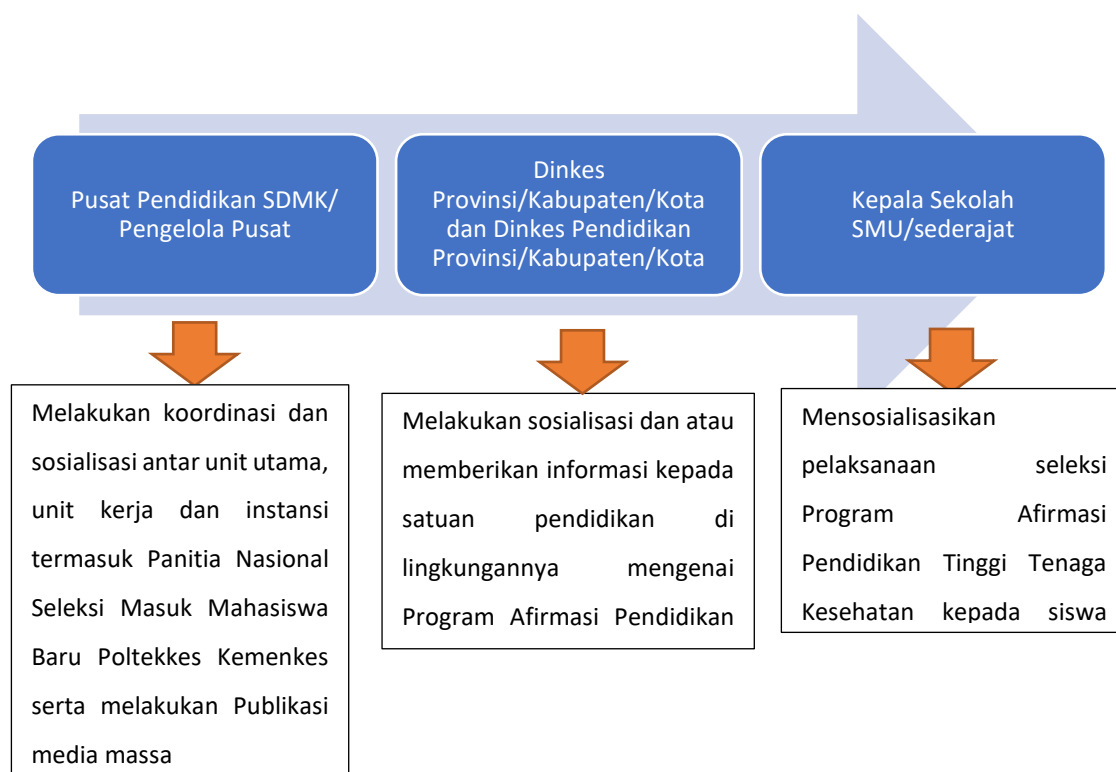 Pusat Pendidikan SDMK/
Pengelola Pusat
Dinkes
Provinsi/Kabupaten/Kota
dan Dinkes Pendidikan
Provinsi/Kabupaten/Kota
Kepala Sekolah
SMU/sederajat
Melakukan koordinasi dan
sosialisasi antar unit utama,
unit kerja dan instansi
termasuk Panitia Nasional
Seleksi Masuk Mahasiswa
Baru Poltekkes Kemenkes
serta melakukan Publikasi
media massa
Melakukan sosialisasi dan atau
memberikan informasi kepada
satuan pendidikan di
lingkungannya mengenai
Program Afirmasi Pendidikan
Mensosialisasikan
pelaksanaan seleksi
Program Afirmasi
Pendidikan Tinggi Tenaga
Kesehatan kepada siswa